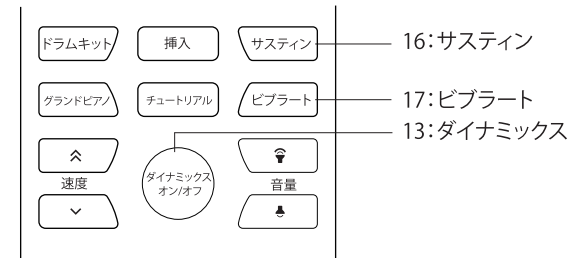 ドラムキット
挿入
サスティン
16:サスティン
グランドピアノ
チュートリアル
ビブラート
17:ビブラート
13:ダイナミックス
速度
ダイナミックス
オン/オフ
音量